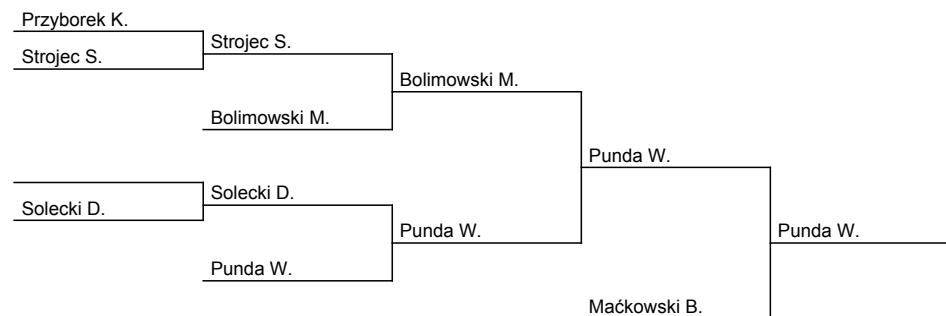 Przyborek K.
Strojec S.
Strojec S.
Bolimowski M.
Bolimowski M.
Punda W.
Solecki D.
Solecki D.
Punda W.
Punda W.
Punda W.
Maćkowski B.